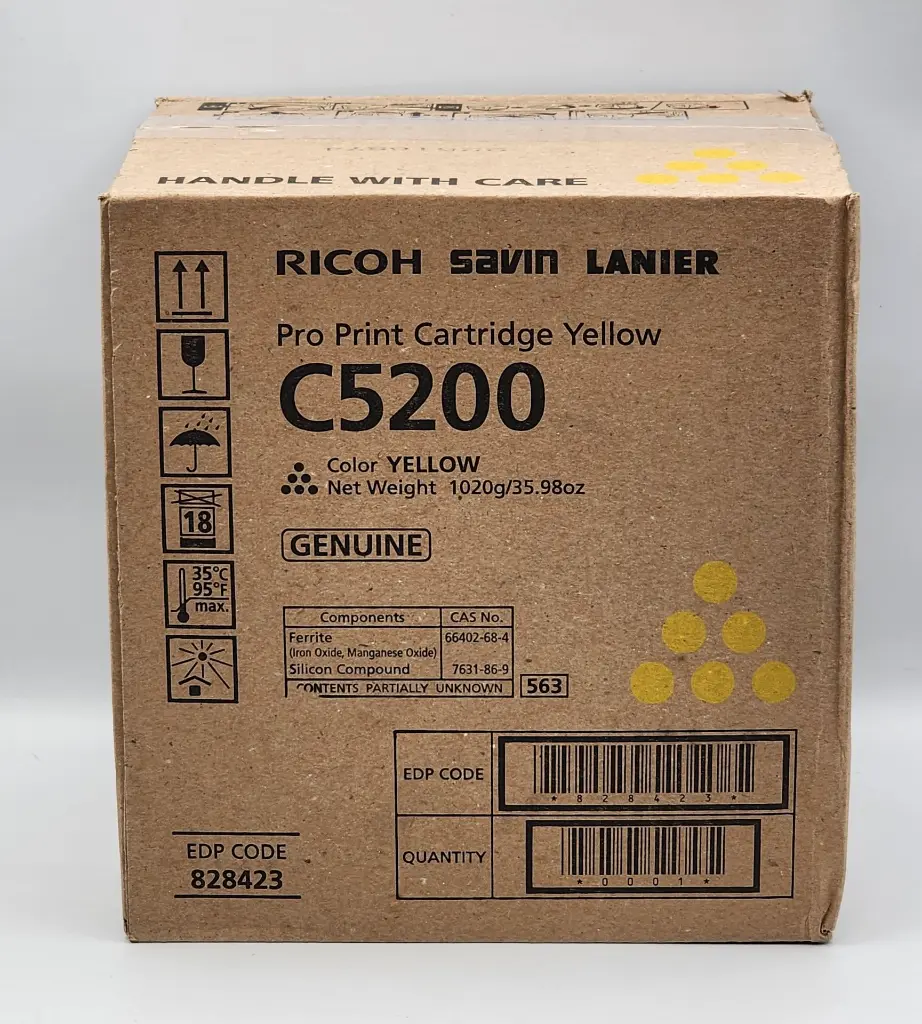 HANDLE WITH CARE
RICOH savin LANIER
Pro Print Cartridge Yellow
C5200
Color YELLOW
Net Weight 1020g/35.98oz
18
GENUINE
35°C
95°F
max.
Components CAS No.
Ferrite 66402-68-4
(Iron Oxide, Manganese Oxide)
Silicon Compound 7631-86-9
CONTENTS PARTIALLY UNKNOWN 563
EDP CODE
*828423*
QUANTITY
*0001*
EDP CODE
828423